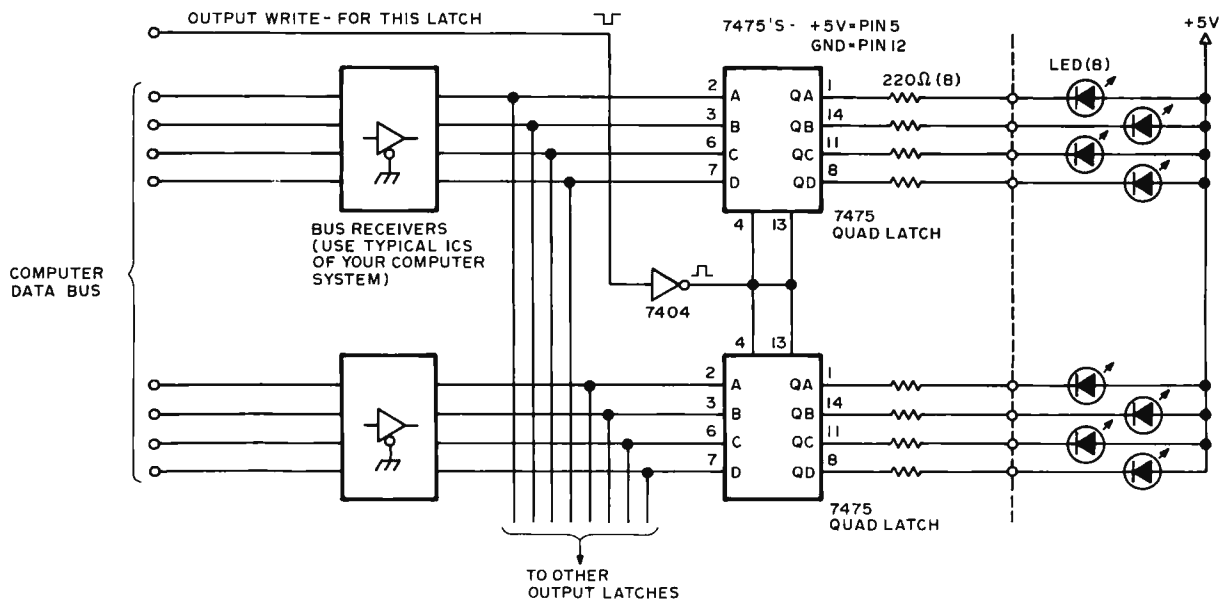 OUTPUT WRITE - FOR THIS LATCH
7475'S - +5V=PIN 5
GND=PIN 12
+5V
220Ω(8)
LED(8)
2 A QA 1
3 B QB 14
6 C QC 11
7 D QD 8
4 13
7475
QUAD LATCH
BUS RECEIVERS
(USE TYPICAL ICS
OF YOUR COMPUTER
SYSTEM)
COMPUTER
DATA BUS
7404
4 13
2 A QA 1
3 B QB 14
6 C QC 11
7 D QD 8
7475
QUAD LATCH
TO OTHER
OUTPUT LATCHES